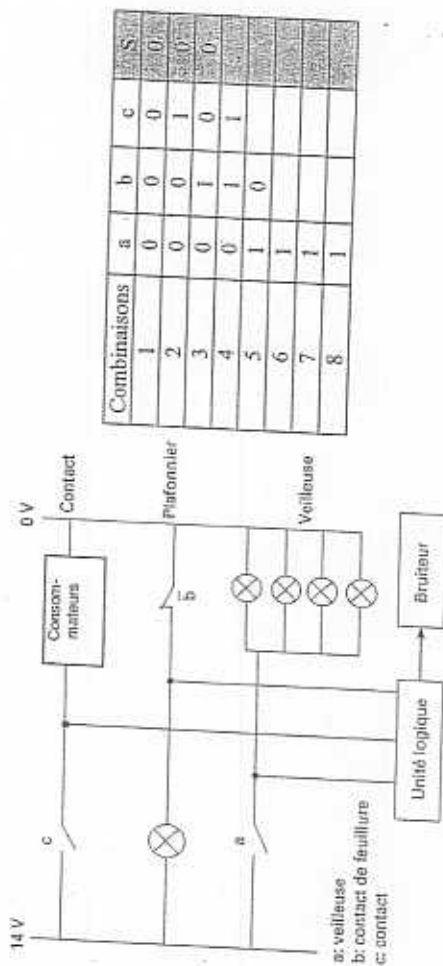 14 V
0 V
c
Consom-
mateurs
Contact
b
Plafonnier
a
Veilleuse
Unité logique
Bruiteur
a: veilleuse
b: contact de feuillure
c: contact
Combinaisons a b c S
1 0 0 0 0
2 0 0 1 0
3 0 1 0 0
4 0 1 1
5 1 0
6 1
7 1
8 1